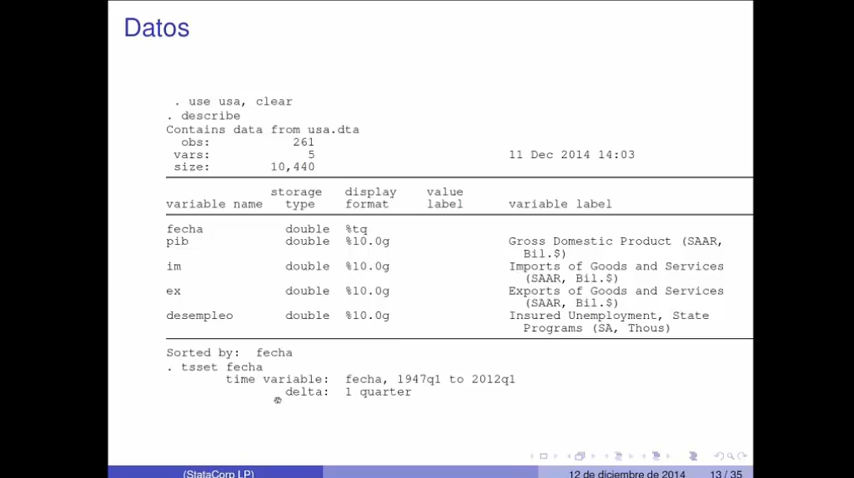 Datos
. use usa, clear
. describe
Contains data from usa.dta
obs: 261
vars: 5 11 Dec 2014 14:03
size: 10,440
storage display value
variable name type format label variable label
fecha double %tq
pib double %10.0g Gross Domestic Product (SAAR,
Bil.$)
im double %10.0g Imports of Goods and Services
(SAAR, Bil.$)
ex double %10.0g Exports of Goods and Services
(SAAR, Bil.$)
desempleo double %10.0g Insured Unemployment, State
Programs (SA, Thous)
Sorted by: fecha
. tsset fecha
time variable: fecha, 1947q1 to 2012q1
delta: 1 quarter
(StataCorp LP) 12 de diciembre de 2014 13 / 35